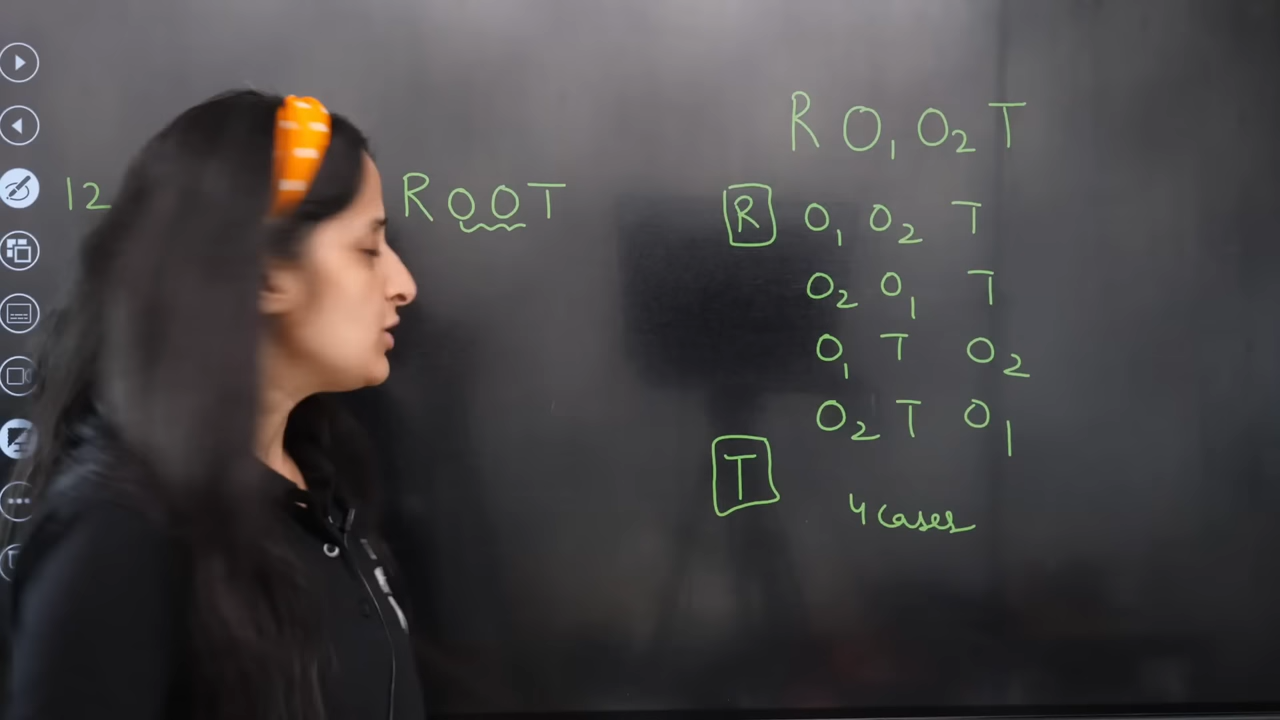 R O₁ O₂ T
12 ROOT
R O₁ O₂ T
O₂ O₁ T
O₁ T O₂
O₂ T O₁
T
4 cases